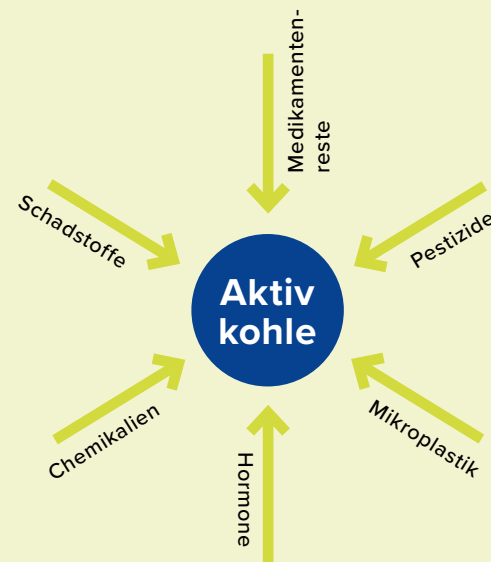 Medikamenten-
reste
Schadstoffe
Pestizide
Aktiv
kohle
Chemikalien
Mikroplastik
Hormone